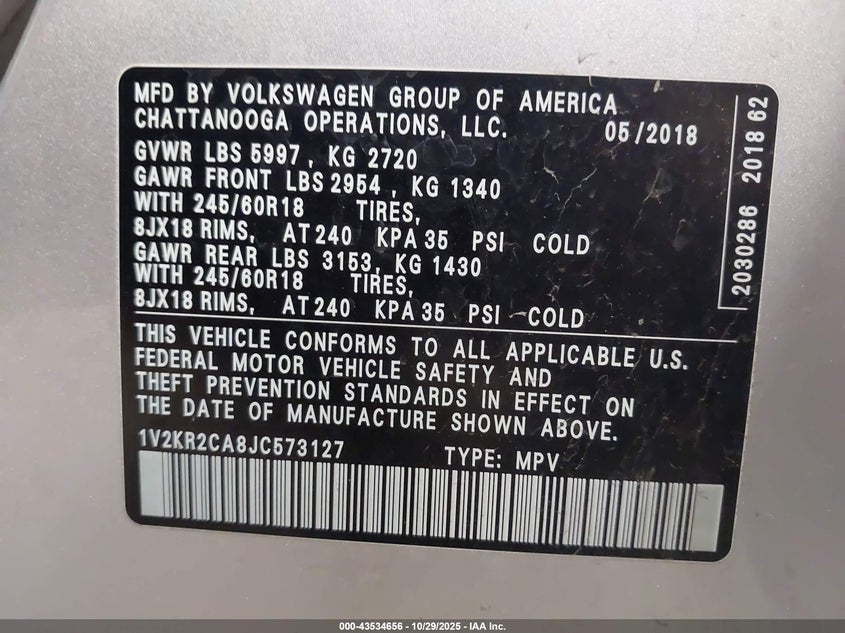 MFD BY VOLKSWAGEN GROUP OF AMERICA
CHATTANOOGA OPERATIONS, LLC. 05/2018
GVWR LBS 5997, KG 2720
GAWR FRONT LBS 2954, KG 1340
WITH 245/60R18 TIRES,
8JX18 RIMS, AT 240 KPA 35 PSI COLD
GAWR REAR LBS 3153, KG 1430
WITH 245/60R18 TIRES,
8JX18 RIMS, AT 240 KPA 35 PSI COLD
THIS VEHICLE CONFORMS TO ALL APPLICABLE U.S.
FEDERAL MOTOR VEHICLE SAFETY AND
THEFT PREVENTION STANDARDS IN EFFECT ON
THE DATE OF MANUFACTURE SHOWN ABOVE.
1V2KR2CA8JC573127 TYPE: MPV
2030286 2018 62
000-43534656 - 10/29/2025 - IAA Inc.